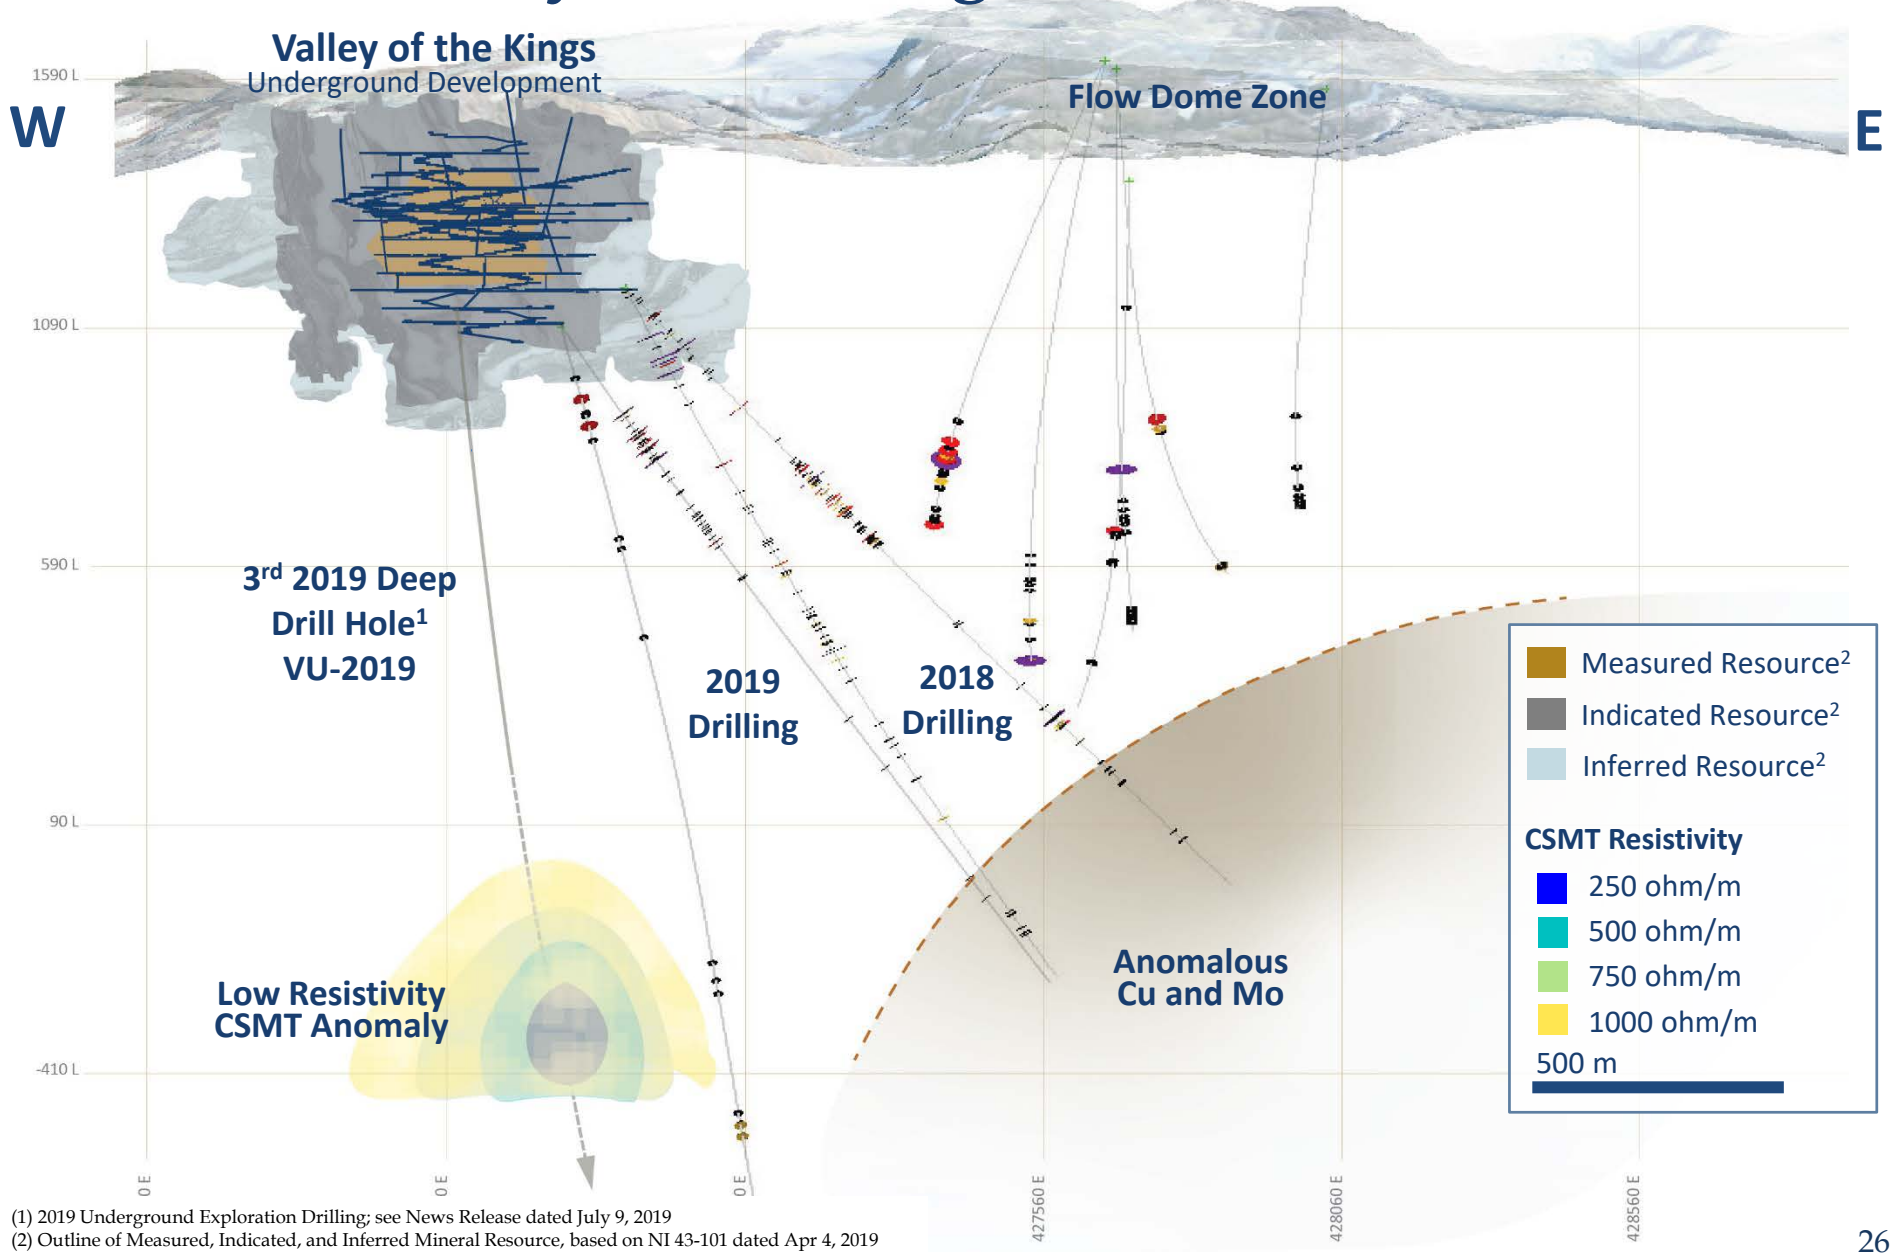 Valley of the Kings
Underground Development
1590 L
Flow Dome Zone
W
E
1090 L
590 L
3rd 2019 Deep
Drill Hole1
VU-2019
2019
Drilling
2018
Drilling
Measured Resource2
Indicated Resource2
Inferred Resource2
90 L
CSMT Resistivity
250 ohm/m
500 ohm/m
750 ohm/m
1000 ohm/m
500 m
Low Resistivity
CSMT Anomaly
Anomalous
Cu and Mo
-410 L
0 E
0 E
0 E
427560 E
428060 E
428560 E
(1) 2019 Underground Exploration Drilling; see News Release dated July 9, 2019
(2) Outline of Measured, Indicated, and Inferred Mineral Resource, based on NI 43-101 dated Apr 4, 2019
26